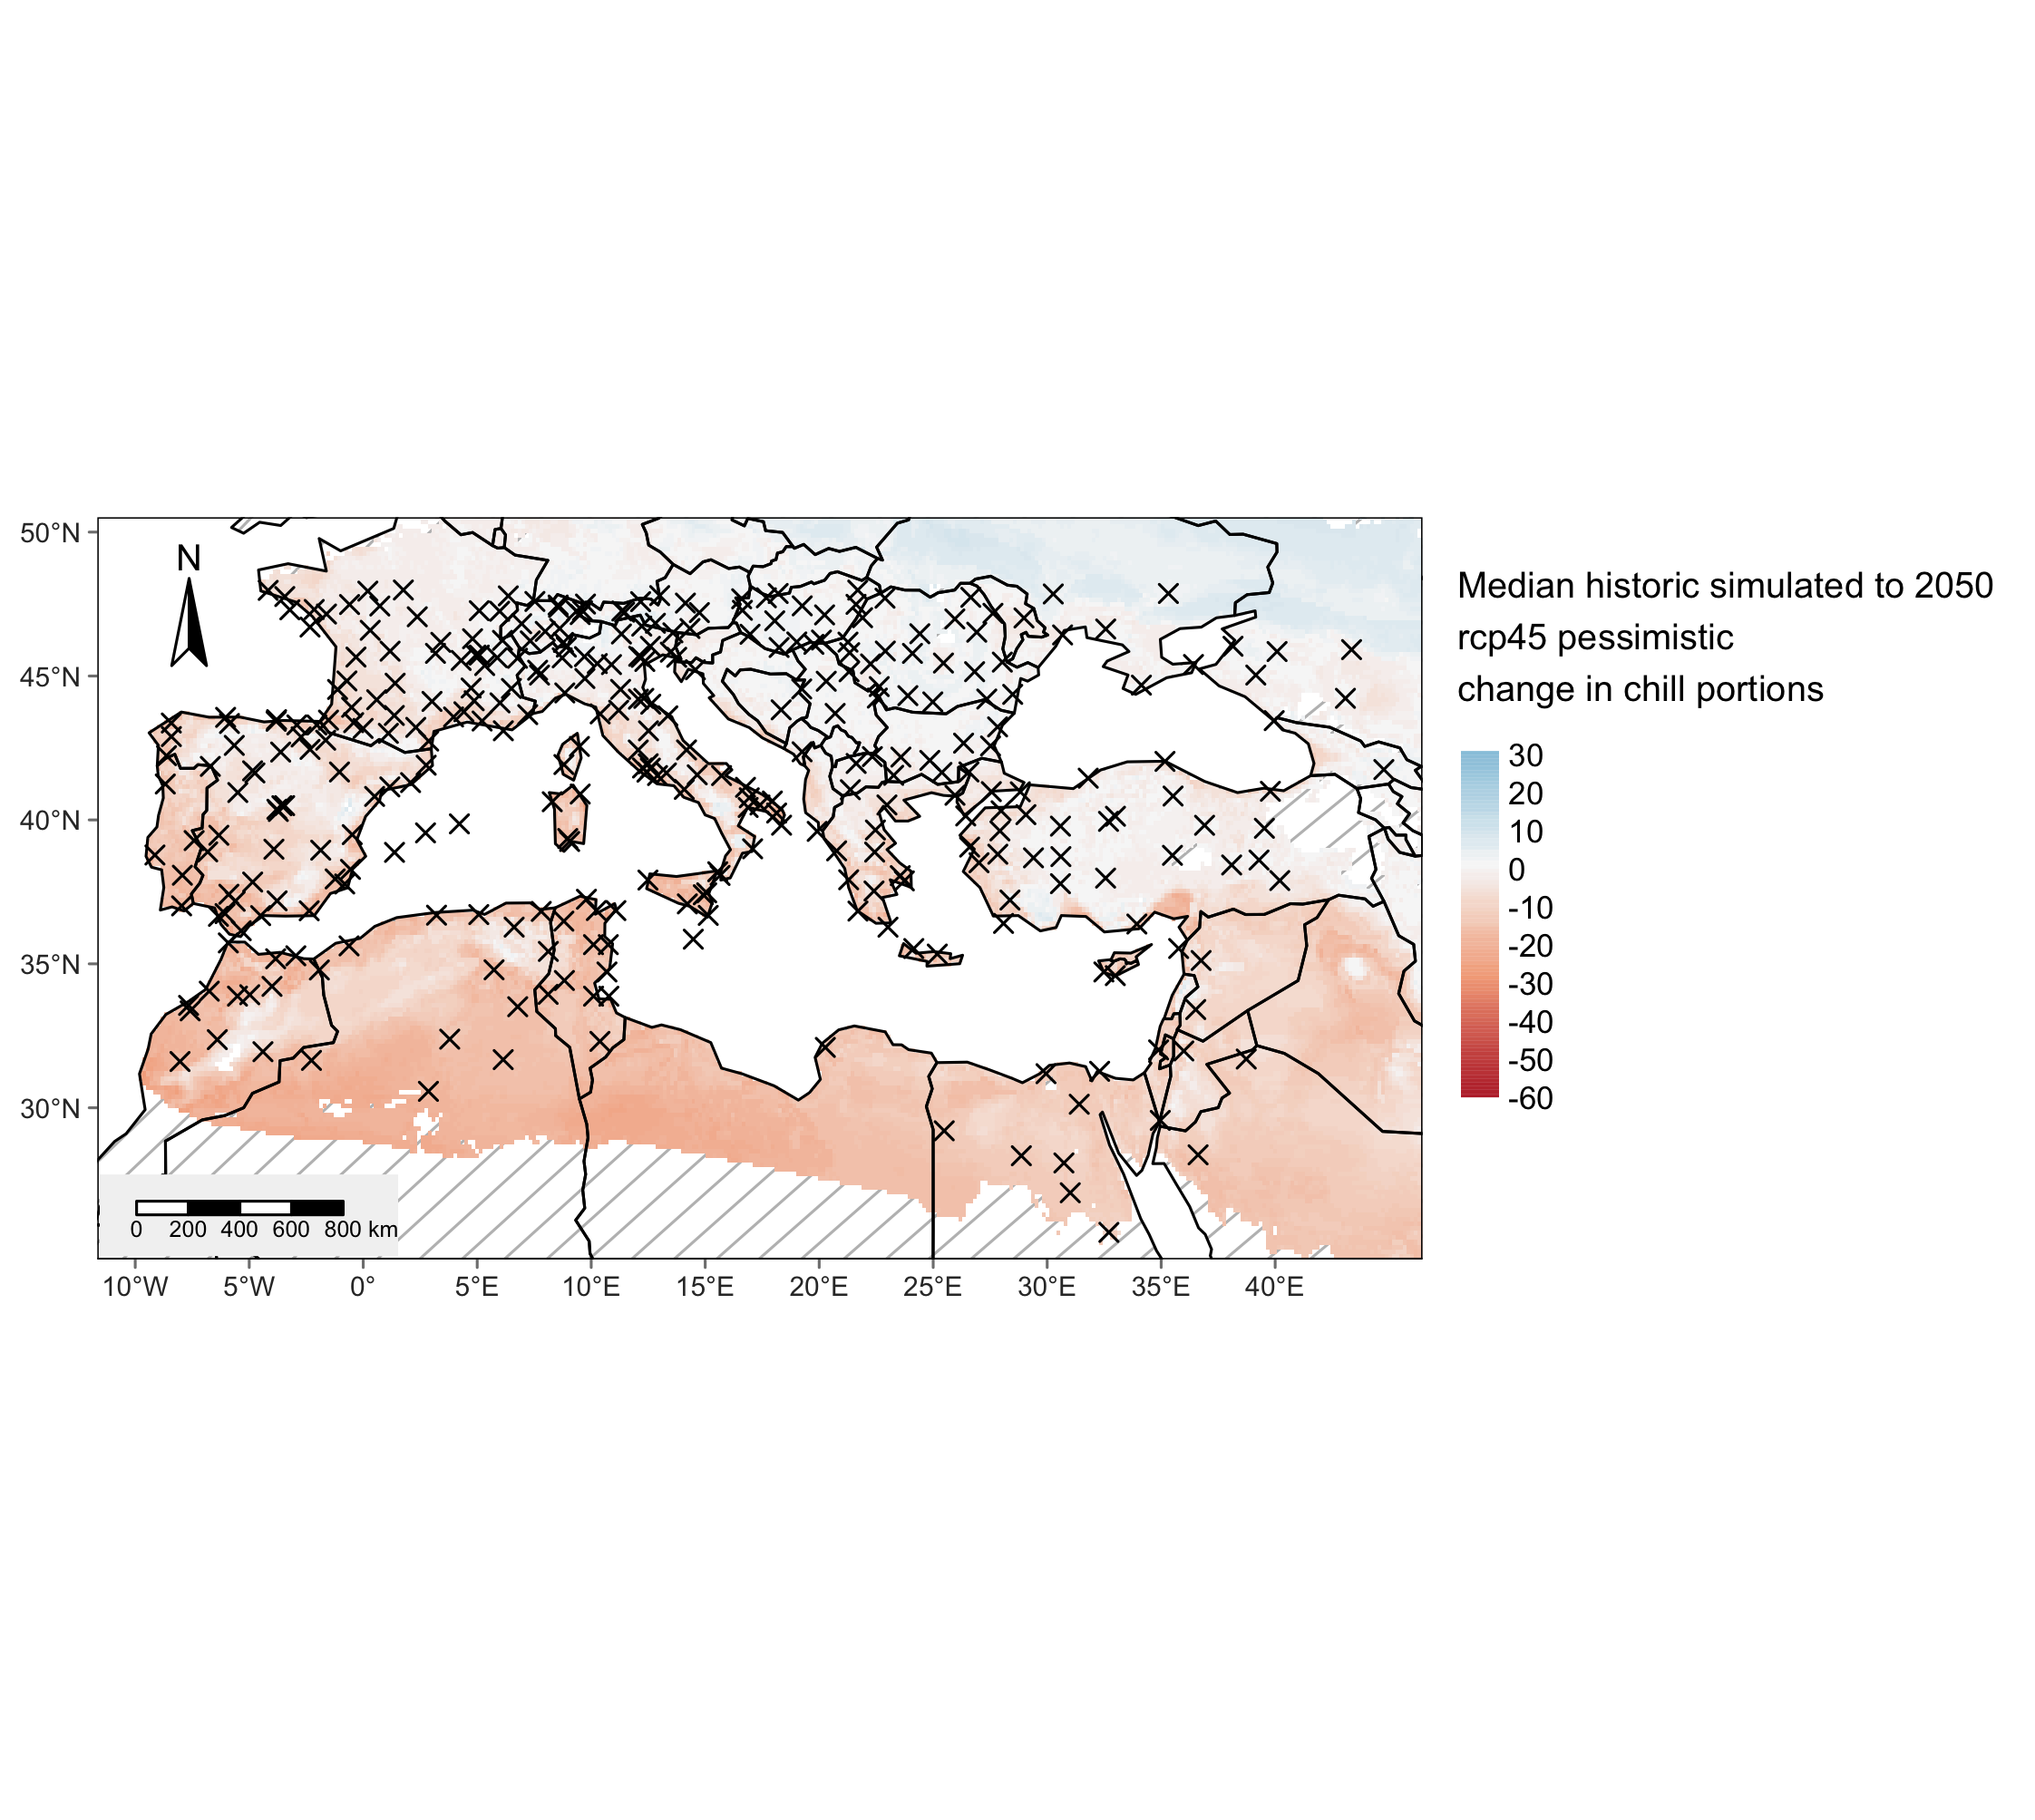 50°N
45°N
40°N
35°N
30°N
N
0 200 400 600 800 km
10°W 5°W 0° 5°E 10°E 15°E 20°E 25°E 30°E 35°E 40°E
Median historic simulated to 2050
rcp45 pessimistic
change in chill portions
30
20
10
0
-10
-20
-30
-40
-50
-60